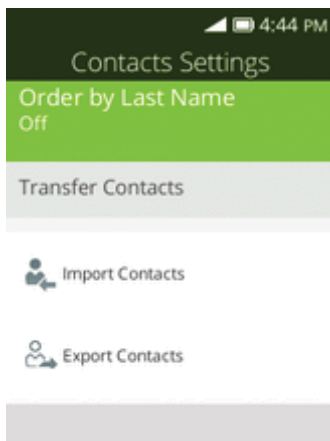 4:44 PM
Contacts Settings
Order by Last Name
Off
Transfer Contacts
Import Contacts
Export Contacts